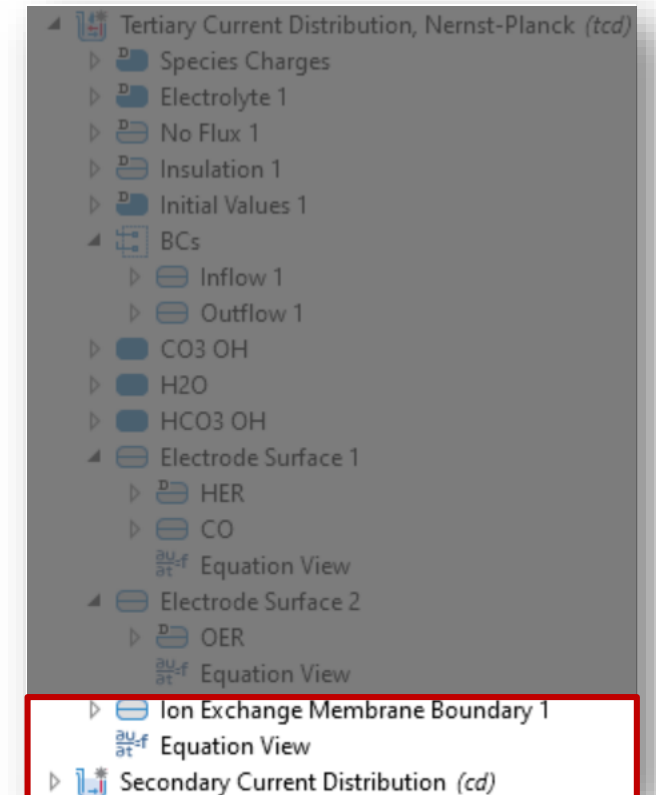 Tertiary Current Distribution, Nernst-Planck (tcd)
D Species Charges
D Electrolyte 1
D No Flux 1
D Insulation 1
D Initial Values 1
BCs
Inflow 1
Outflow 1
CO3 OH
H2O
HCO3 OH
Electrode Surface 1
D HER
CO
∂u/∂t=f Equation View
Electrode Surface 2
D OER
∂u/∂t=f Equation View
Ion Exchange Membrane Boundary 1
∂u/∂t=f Equation View
Secondary Current Distribution (cd)